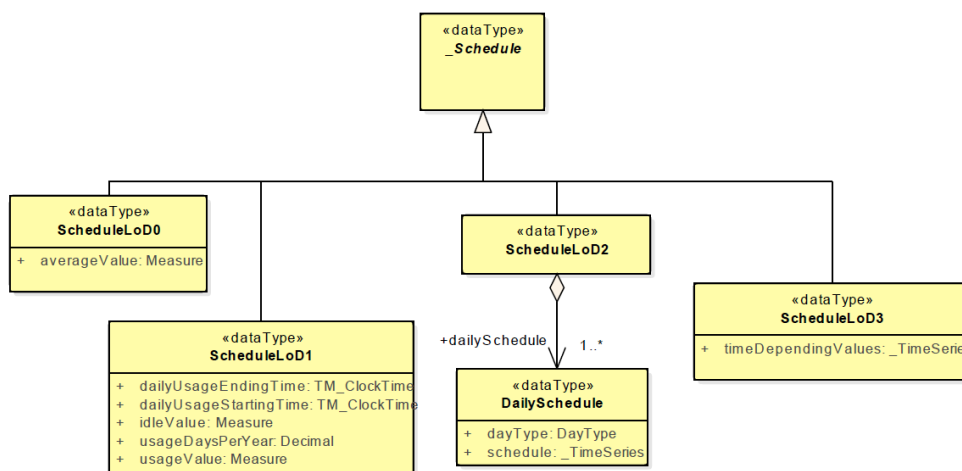 «dataType»
_Schedule
«dataType»
ScheduleLoD0
+ averageValue: Measure
«dataType»
ScheduleLoD1
+ dailyUsageEndingTime: TM_ClockTime
+ dailyUsageStartingTime: TM_ClockTime
+ idleValue: Measure
+ usageDaysPerYear: Decimal
+ usageValue: Measure
«dataType»
ScheduleLoD2
+dailySchedule
1..*
«dataType»
DailySchedule
+ dayType: DayType
+ schedule: _TimeSeries
«dataType»
ScheduleLoD3
+ timeDependingValues: _TimeSeries